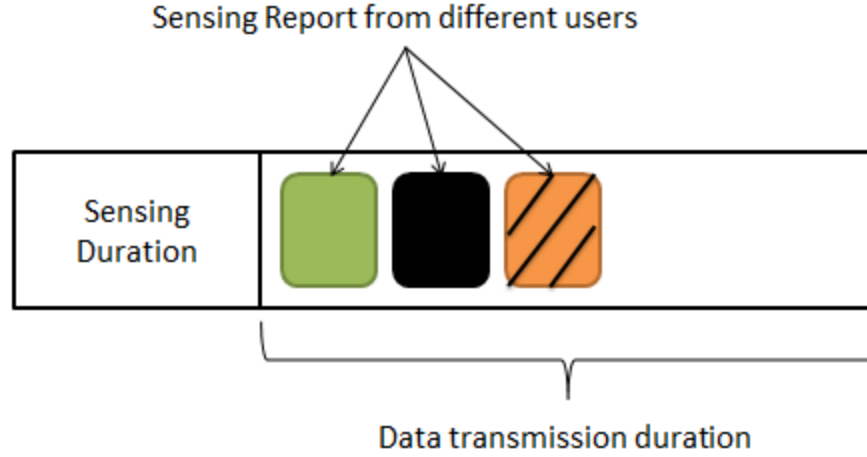 Sensing Report from different users
Sensing
Duration
Data transmission duration